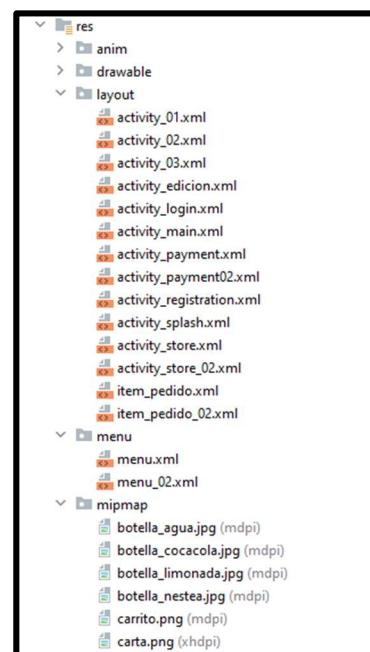 res
anim
drawable
layout
activity_01.xml
activity_02.xml
activity_03.xml
activity_edicion.xml
activity_login.xml
activity_main.xml
activity_payment.xml
activity_payment02.xml
activity_registration.xml
activity_splash.xml
activity_store.xml
activity_store_02.xml
item_pedido.xml
item_pedido_02.xml
menu
menu.xml
menu_02.xml
mipmap
botella_agua.jpg (mdpi)
botella_cocacola.jpg (mdpi)
botella_limonada.jpg (mdpi)
botella_nestea.jpg (mdpi)
carrito.png (mdpi)
carta.png (xhdpi)